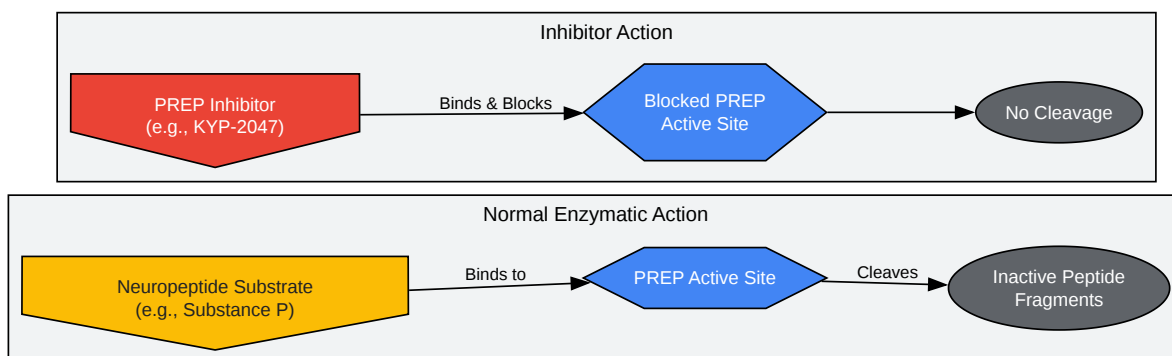 Inhibitor Action
PREP Inhibitor
(e.g., KYP-2047)
Binds & Blocks
Blocked PREP
Active Site
No Cleavage
Normal Enzymatic Action
Neuropeptide Substrate
(e.g., Substance P)
Binds to
PREP Active Site
Cleaves
Inactive Peptide
Fragments